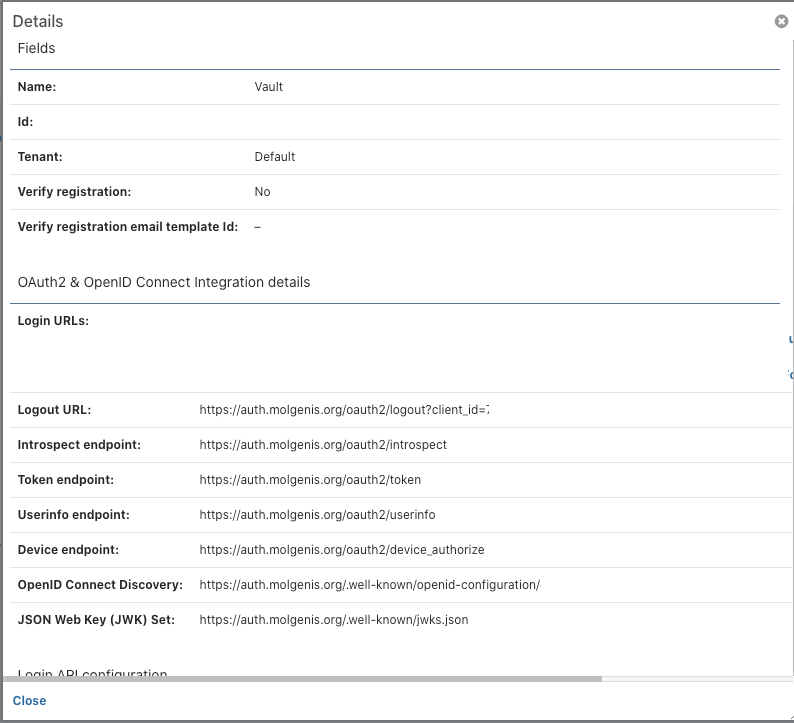 Details
Fields
Name: Vault
Id:
Tenant: Default
Verify registration: No
Verify registration email template Id: –
OAuth2 & OpenID Connect Integration details
Login URLs:
Logout URL: https://auth.molgenis.org/oauth2/logout?client_id=
Introspect endpoint: https://auth.molgenis.org/oauth2/introspect
Token endpoint: https://auth.molgenis.org/oauth2/token
Userinfo endpoint: https://auth.molgenis.org/oauth2/userinfo
Device endpoint: https://auth.molgenis.org/oauth2/device_authorize
OpenID Connect Discovery: https://auth.molgenis.org/.well-known/openid-configuration/
JSON Web Key (JWK) Set: https://auth.molgenis.org/.well-known/jwks.json
Login API configuration
Close